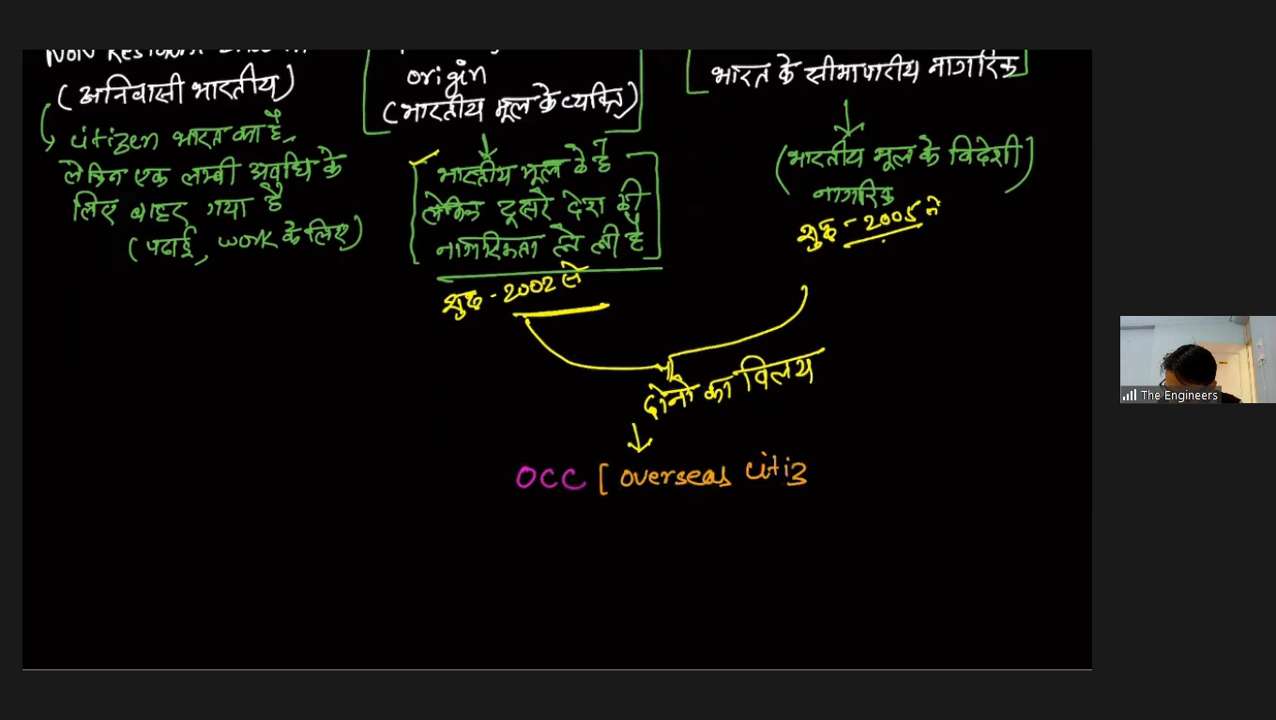 (अनिवासी भारतीय)
citizen भारत का है,
लेकिन एक लम्बी अवधि के
लिए बाहर गया है
(पढाई, work के लिए)
origin
(भारतीय मूल के व्यक्ति)
भारतीय मूल के है
लेकिन दूसरे देश की
नागरिकता ले ली है
शुरू - 2002 से
भारत के सीमापारीय नागरिक
(भारतीय मूल के विदेशी)
नागरिक
शुरू - 2005 मे
दोनो का विलय
OCC [overseas citiz
The Engineers